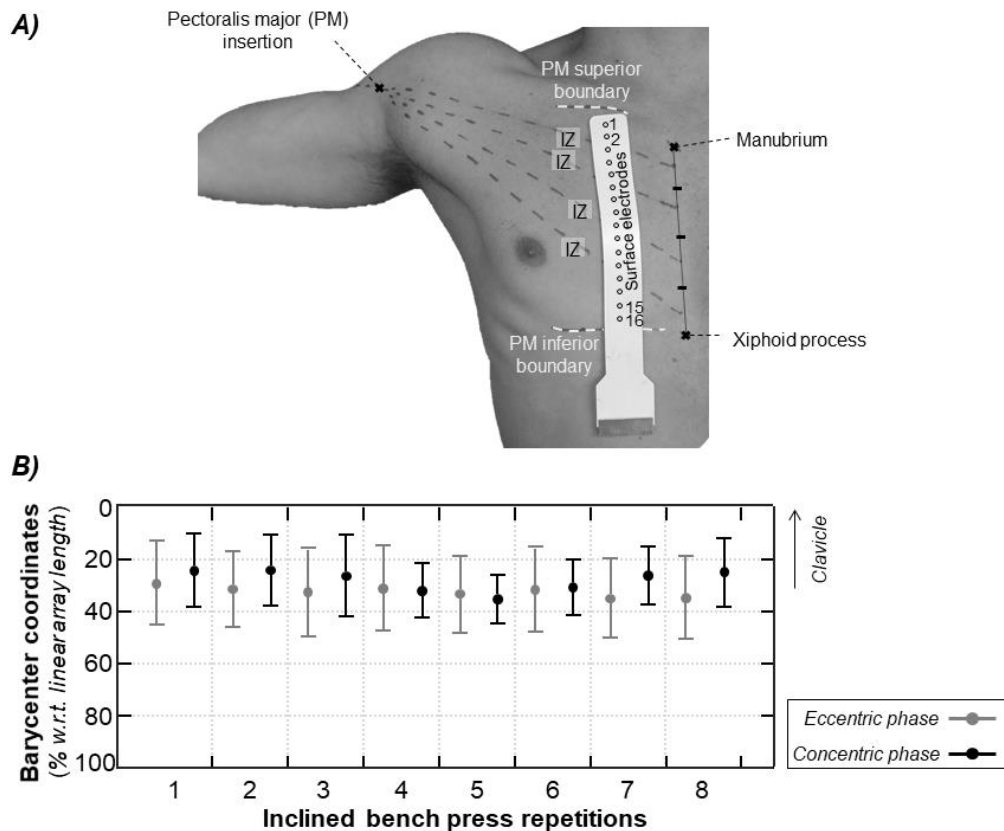 A)
Pectoralis major (PM)
insertion
PM superior
boundary
1
2
IZ
IZ
IZ
IZ
Surface electrodes
15
16
Manubrium
PM inferior
boundary
Xiphoid process
B)
Barycenter coordinates
(% w.r.t. linear array length)
0
20
40
60
80
100
Clavicle
1 2 3 4 5 6 7 8
Inclined bench press repetitions
Eccentric phase
Concentric phase